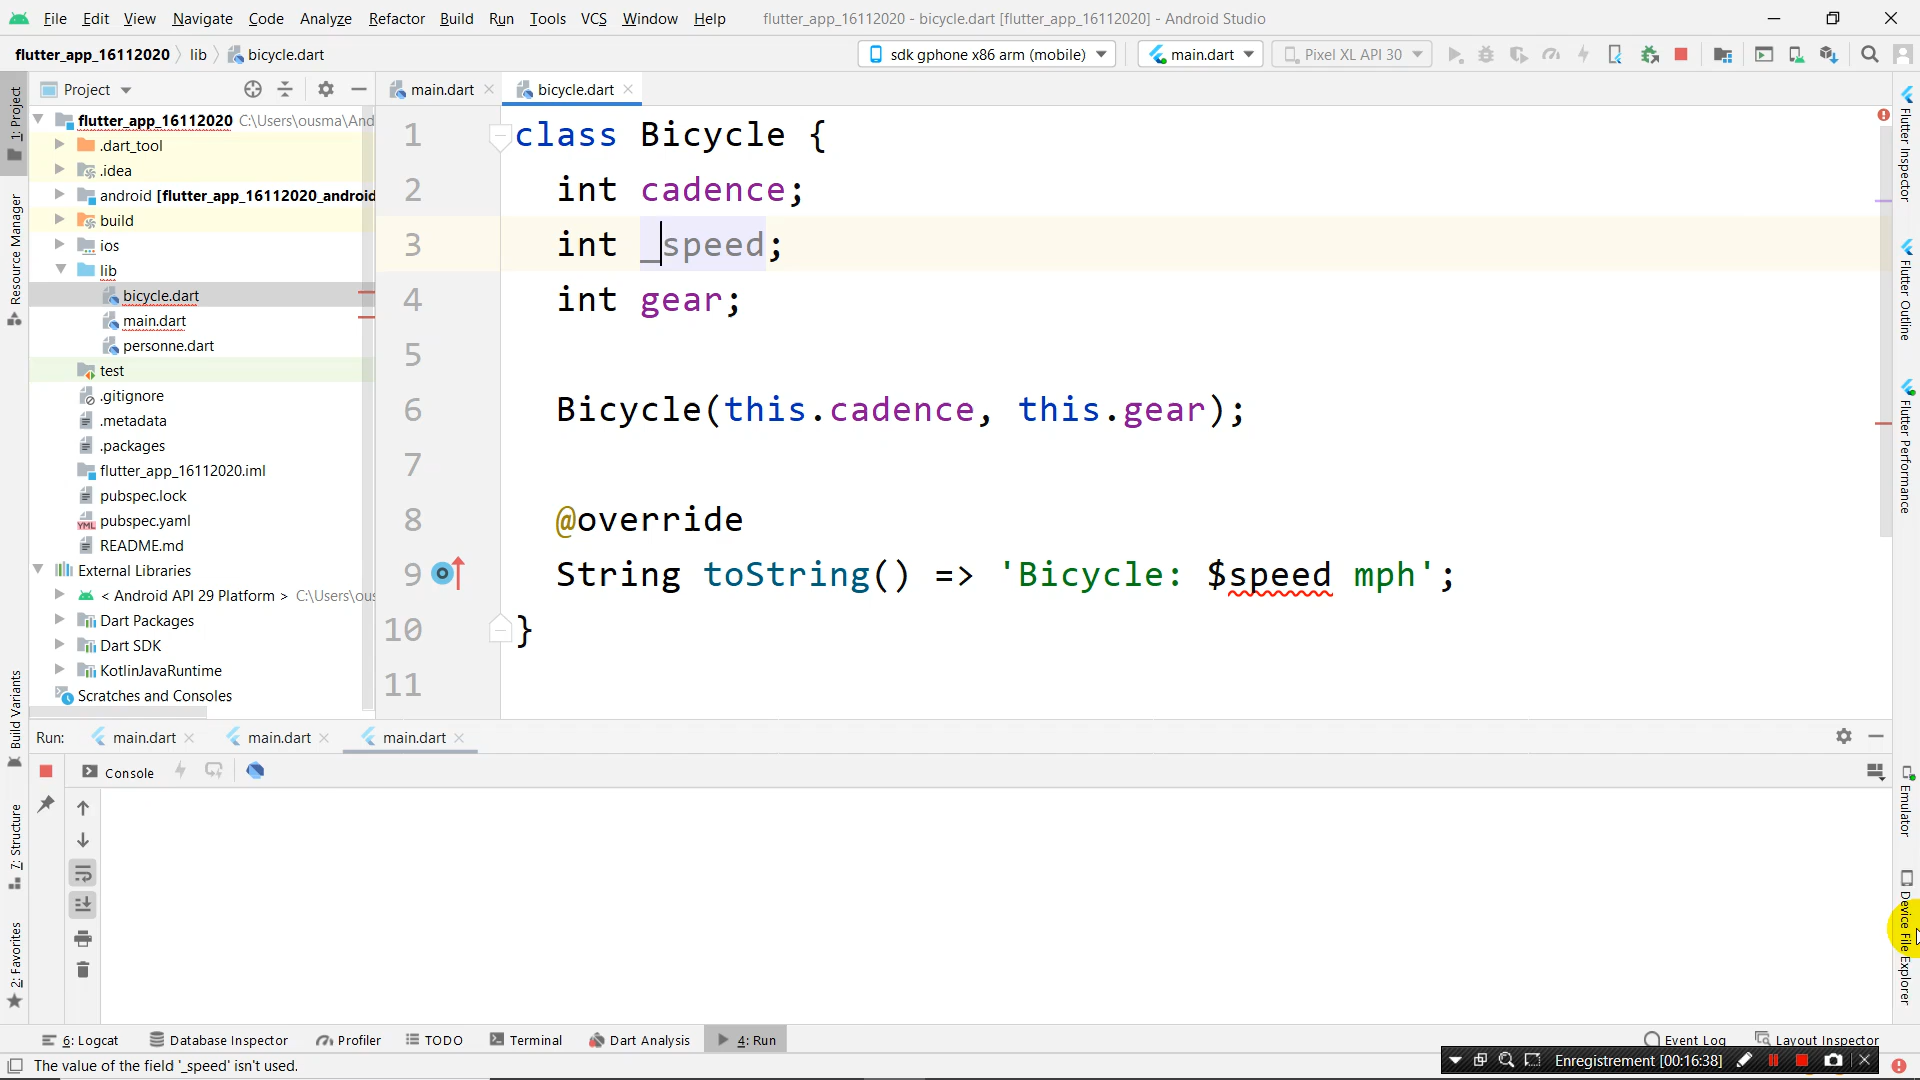 File Edit View Navigate Code Analyze Refactor Build Run Tools VCS Window Help flutter_app_16112020 - bicycle.dart [flutter_app_16112020] - Android Studio
flutter_app_16112020 lib bicycle.dart sdk gphone x86 arm (mobile) main.dart Pixel XL API 30
Project main.dart bicycle.dart
flutter_app_16112020 C:\Users\ousma\And
.dart_tool
.idea
android [flutter_app_16112020_android
build
ios
lib
bicycle.dart
main.dart
personne.dart
test
.gitignore
.metadata
.packages
flutter_app_16112020.iml
pubspec.lock
pubspec.yaml
README.md
External Libraries
< Android API 29 Platform > C:\Users\ous
Dart Packages
Dart SDK
KotlinJavaRuntime
Scratches and Consoles
1 class Bicycle {
2 int cadence;
3 int _speed;
4 int gear;
5
6 Bicycle(this.cadence, this.gear);
7
8 @override
9 String toString() => 'Bicycle: $speed mph';
10 }
11
1: Project
Resource Manager
Build Variants
7: Structure
2: Favorites
Flutter Inspector
Flutter Outline
Flutter Performance
Emulator
Device File Explorer
Run: main.dart main.dart main.dart
Console
6: Logcat Database Inspector Profiler TODO Terminal Dart Analysis 4: Run Event Log Layout Inspector
The value of the field '_speed' isn't used.
Enregistrement [00:16:38]